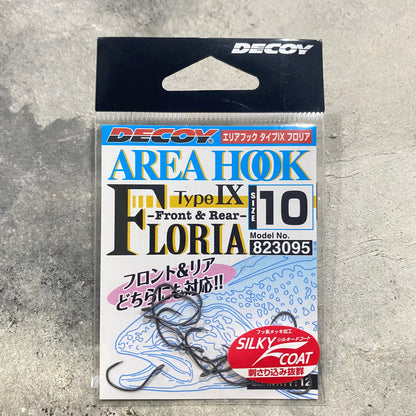 DECOY
DECOY
エリアフック タイプIX フロリア
AREA HOOK
Type IX
-Front & Rear-
FLORIA
SIZE
10
Model No.
823095
フロント&リア
どちらにも対応!!
フッ素メッキ加工
シルキーコート
SILKY
COAT
刺さり込み抜群